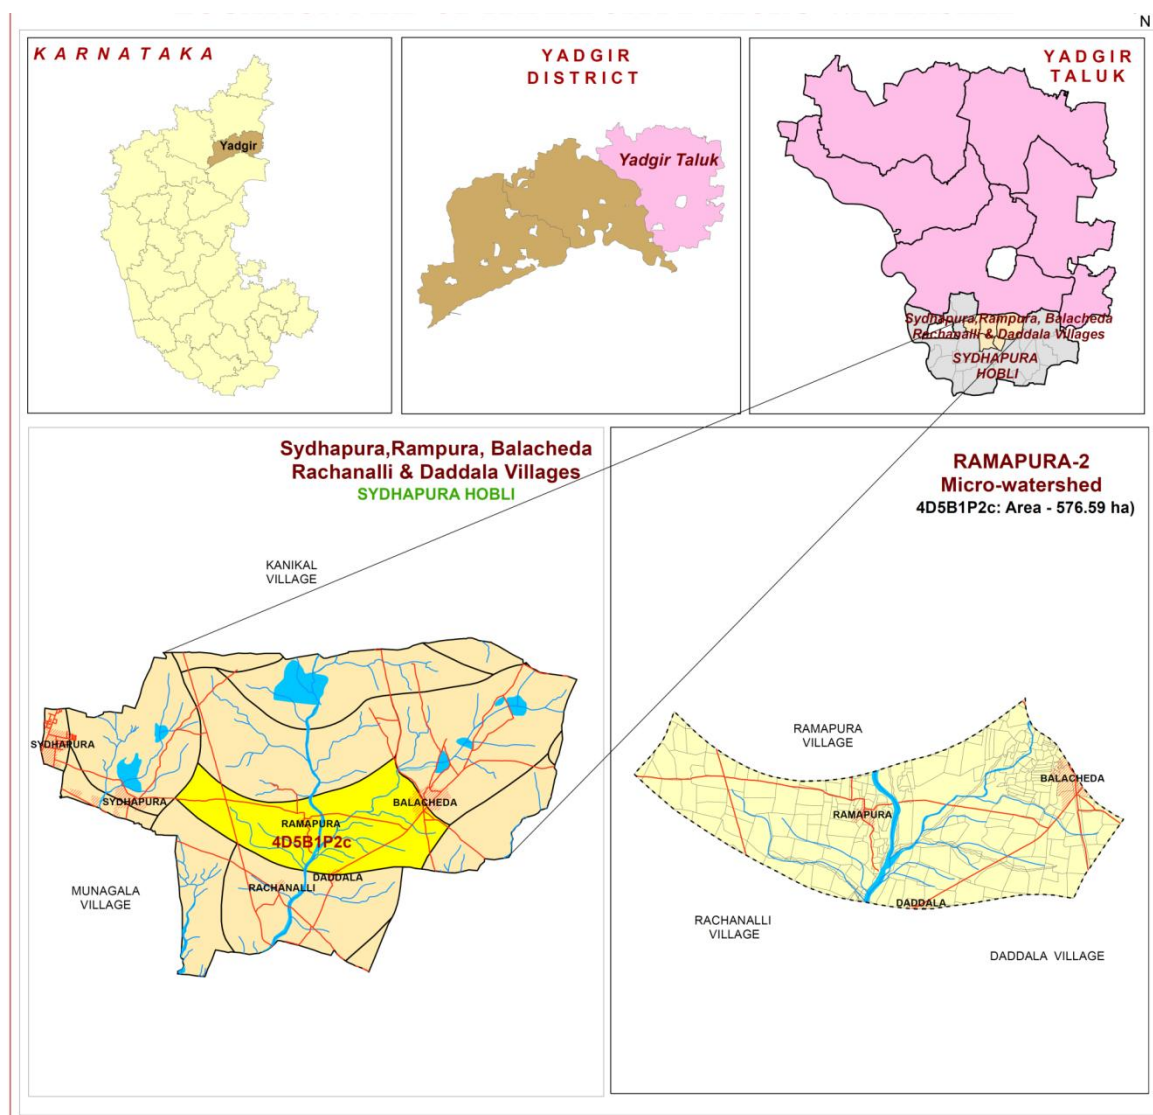 N
K A R N A T A K A
Yadgir
YADGIR
DISTRICT
Yadgir Taluk
YADGIR
TALUK
Sydhapura,Rampura, Balacheda
Rachanalli & Daddala Villages
SYDHAPURA
HOBLI
Sydhapura,Rampura, Balacheda
Rachanalli & Daddala Villages
SYDHAPURA HOBLI
KANIKAL
VILLAGE
SYDHAPURA
SYDHAPURA
BALACHEDA
RAMAPURA
4D5B1P2c
DADDALA
RACHANALLI
MUNAGALA
VILLAGE
RAMAPURA-2
Micro-watershed
4D5B1P2c: Area - 576.59 ha)
RAMAPURA
VILLAGE
BALACHEDA
RAMAPURA
DADDALA
RACHANALLI
VILLAGE
DADDALA VILLAGE